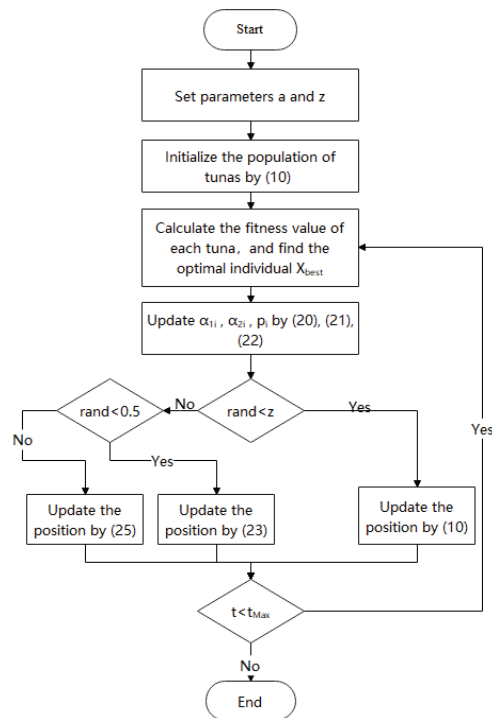 Start
Set parameters a and z
Initialize the population of
tunas by (10)
Calculate the fitness value of
each tuna, and find the
optimal individual Xbest
Update α1i , α2i , pi by (20), (21),
(22)
rand<0.5
No
rand<z
Yes
Yes
No
Yes
Update the
position by (25)
Update the
position by (23)
Update the
position by (10)
t<tMax
No
End